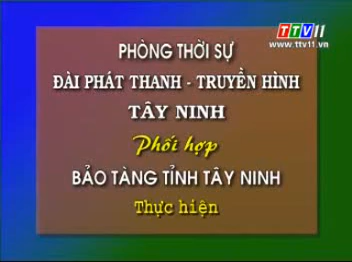 TTV11
www.ttv11.vn
PHÒNG THỜI SỰ
ĐÀI PHÁT THANH - TRUYỀN HÌNH
TÂY NINH
Phối hợp
BẢO TÀNG TỈNH TÂY NINH
Thực hiện